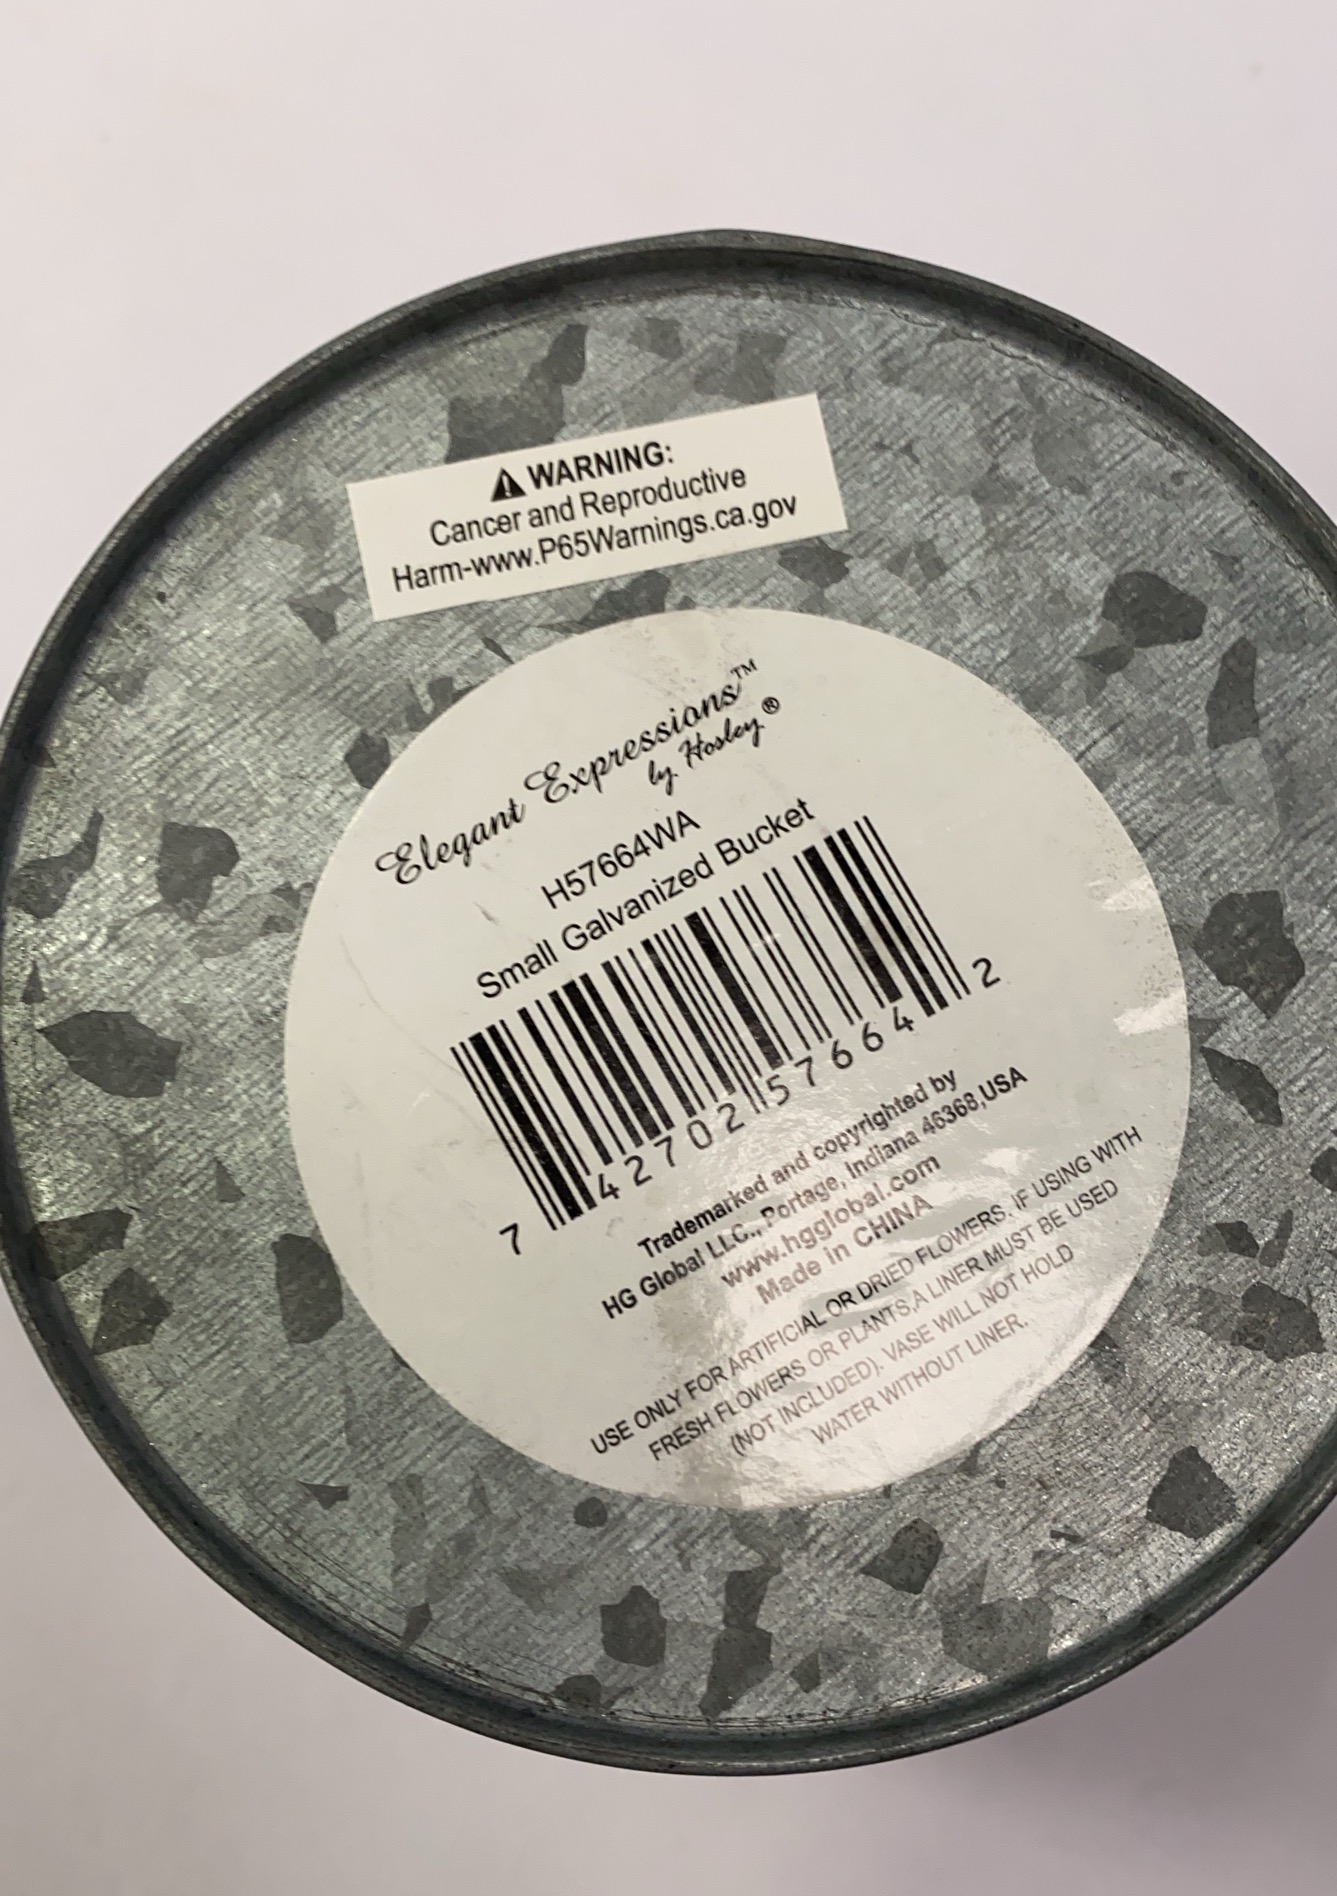 ⚠ WARNING:
Cancer and Reproductive
Harm-www.P65Warnings.ca.gov
Elegant Expressions™
by Hosley®
H57664WA
Small Galvanized Bucket
7 42702 57664 2
Trademarked and copyrighted by
HG Global LLC., Portage, Indiana 46368,USA
www.hgglobal.com
Made in CHINA
USE ONLY FOR ARTIFICIAL OR DRIED FLOWERS. IF USING WITH
FRESH FLOWERS OR PLANTS,A LINER MUST BE USED
(NOT INCLUDED). VASE WILL NOT HOLD
WATER WITHOUT LINER.